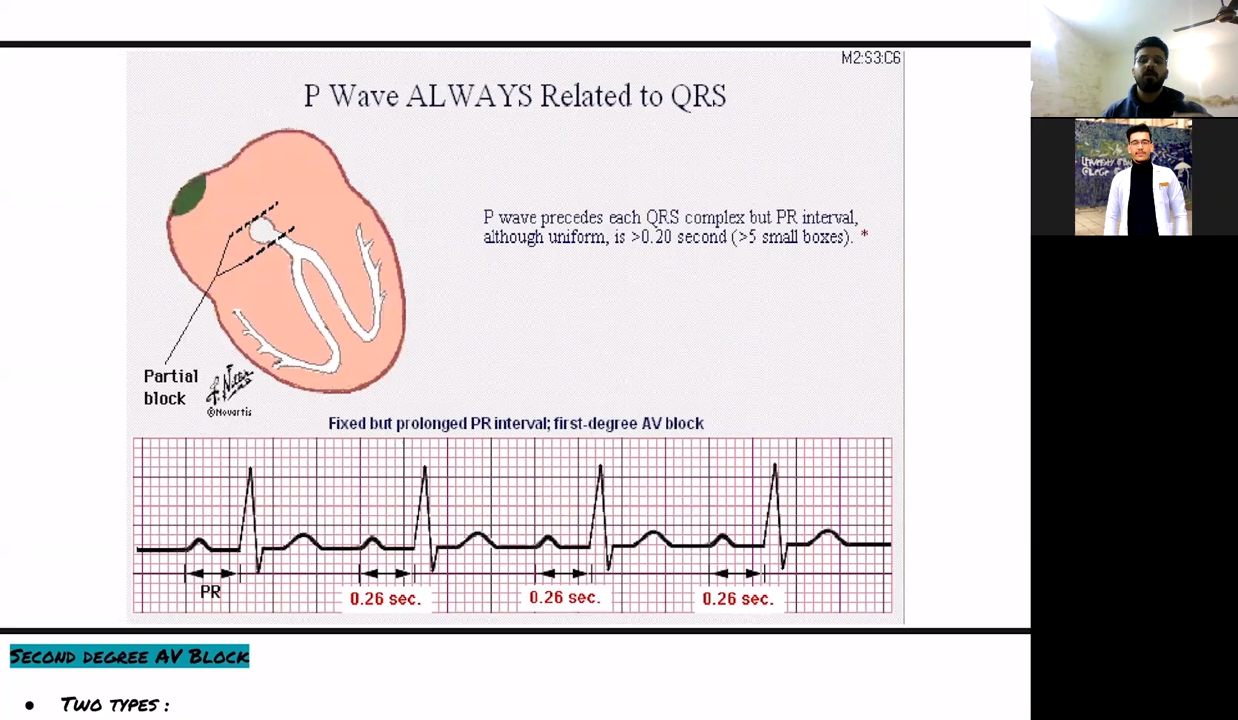 M2:S3:C6
P Wave ALWAYS Related to QRS
P wave precedes each QRS complex but PR interval,
although uniform, is >0.20 second (>5 small boxes). *
Partial
block
©Novartis
Fixed but prolonged PR interval; first-degree AV block
PR
0.26 sec.
0.26 sec.
0.26 sec.
SECOND DEGREE AV BLOCK
● TWO TYPES :